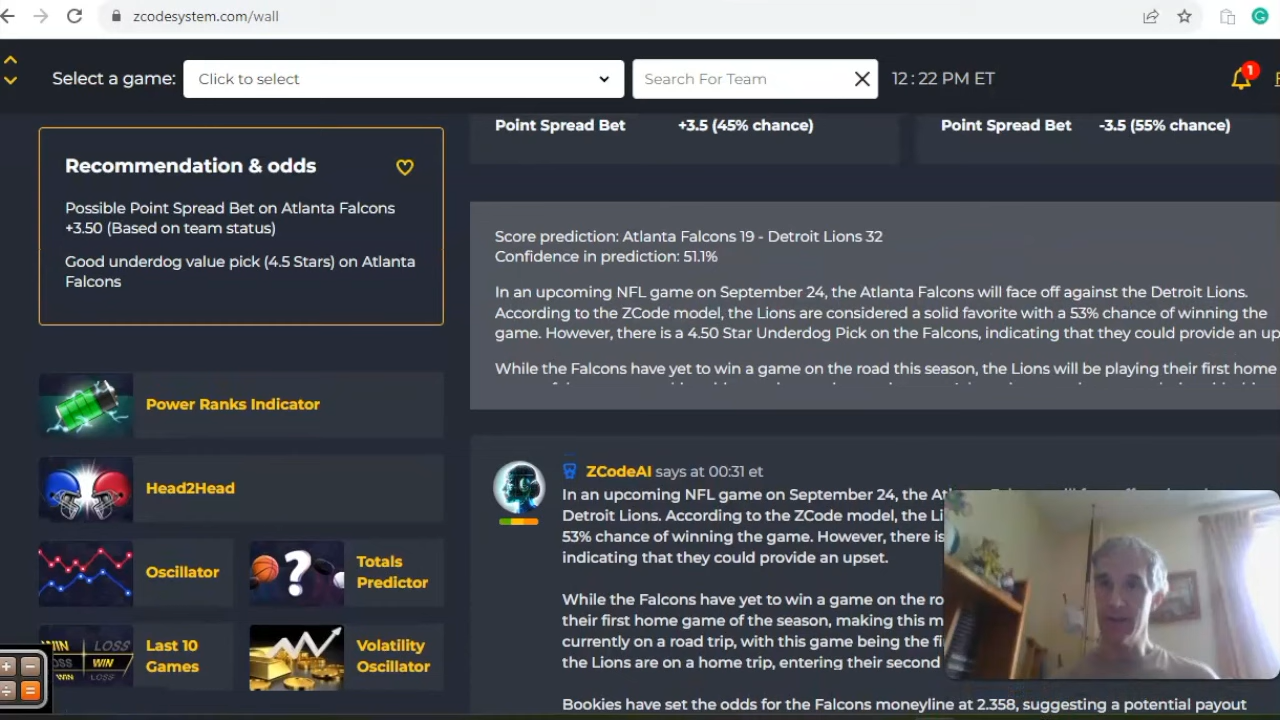 zcodesystem.com/wall
Select a game:
Click to select
Search For Team
12 : 22 PM ET
1
Recommendation & odds
Possible Point Spread Bet on Atlanta Falcons
+3.50 (Based on team status)
Good underdog value pick (4.5 Stars) on Atlanta
Falcons
Power Ranks Indicator
Head2Head
Oscillator
Totals
Predictor
WIN LOSS
WIN
WIN LOSS
Last 10
Games
Volatility
Oscillator
Point Spread Bet +3.5 (45% chance)
Point Spread Bet -3.5 (55% chance)
Score prediction: Atlanta Falcons 19 - Detroit Lions 32
Confidence in prediction: 51.1%
In an upcoming NFL game on September 24, the Atlanta Falcons will face off against the Detroit Lions.
According to the ZCode model, the Lions are considered a solid favorite with a 53% chance of winning the
game. However, there is a 4.50 Star Underdog Pick on the Falcons, indicating that they could provide an up
While the Falcons have yet to win a game on the road this season, the Lions will be playing their first home
ZCodeAI says at 00:31 et
In an upcoming NFL game on September 24, the
Detroit Lions. According to the ZCode model, the
53% chance of winning the game. However, there is
indicating that they could provide an upset.
While the Falcons have yet to win a game on the
their first home game of the season, making this
currently on a road trip, with this game being the
the Lions are on a home trip, entering their second
Bookies have set the odds for the Falcons moneyline at 2.358, suggesting a potential payout